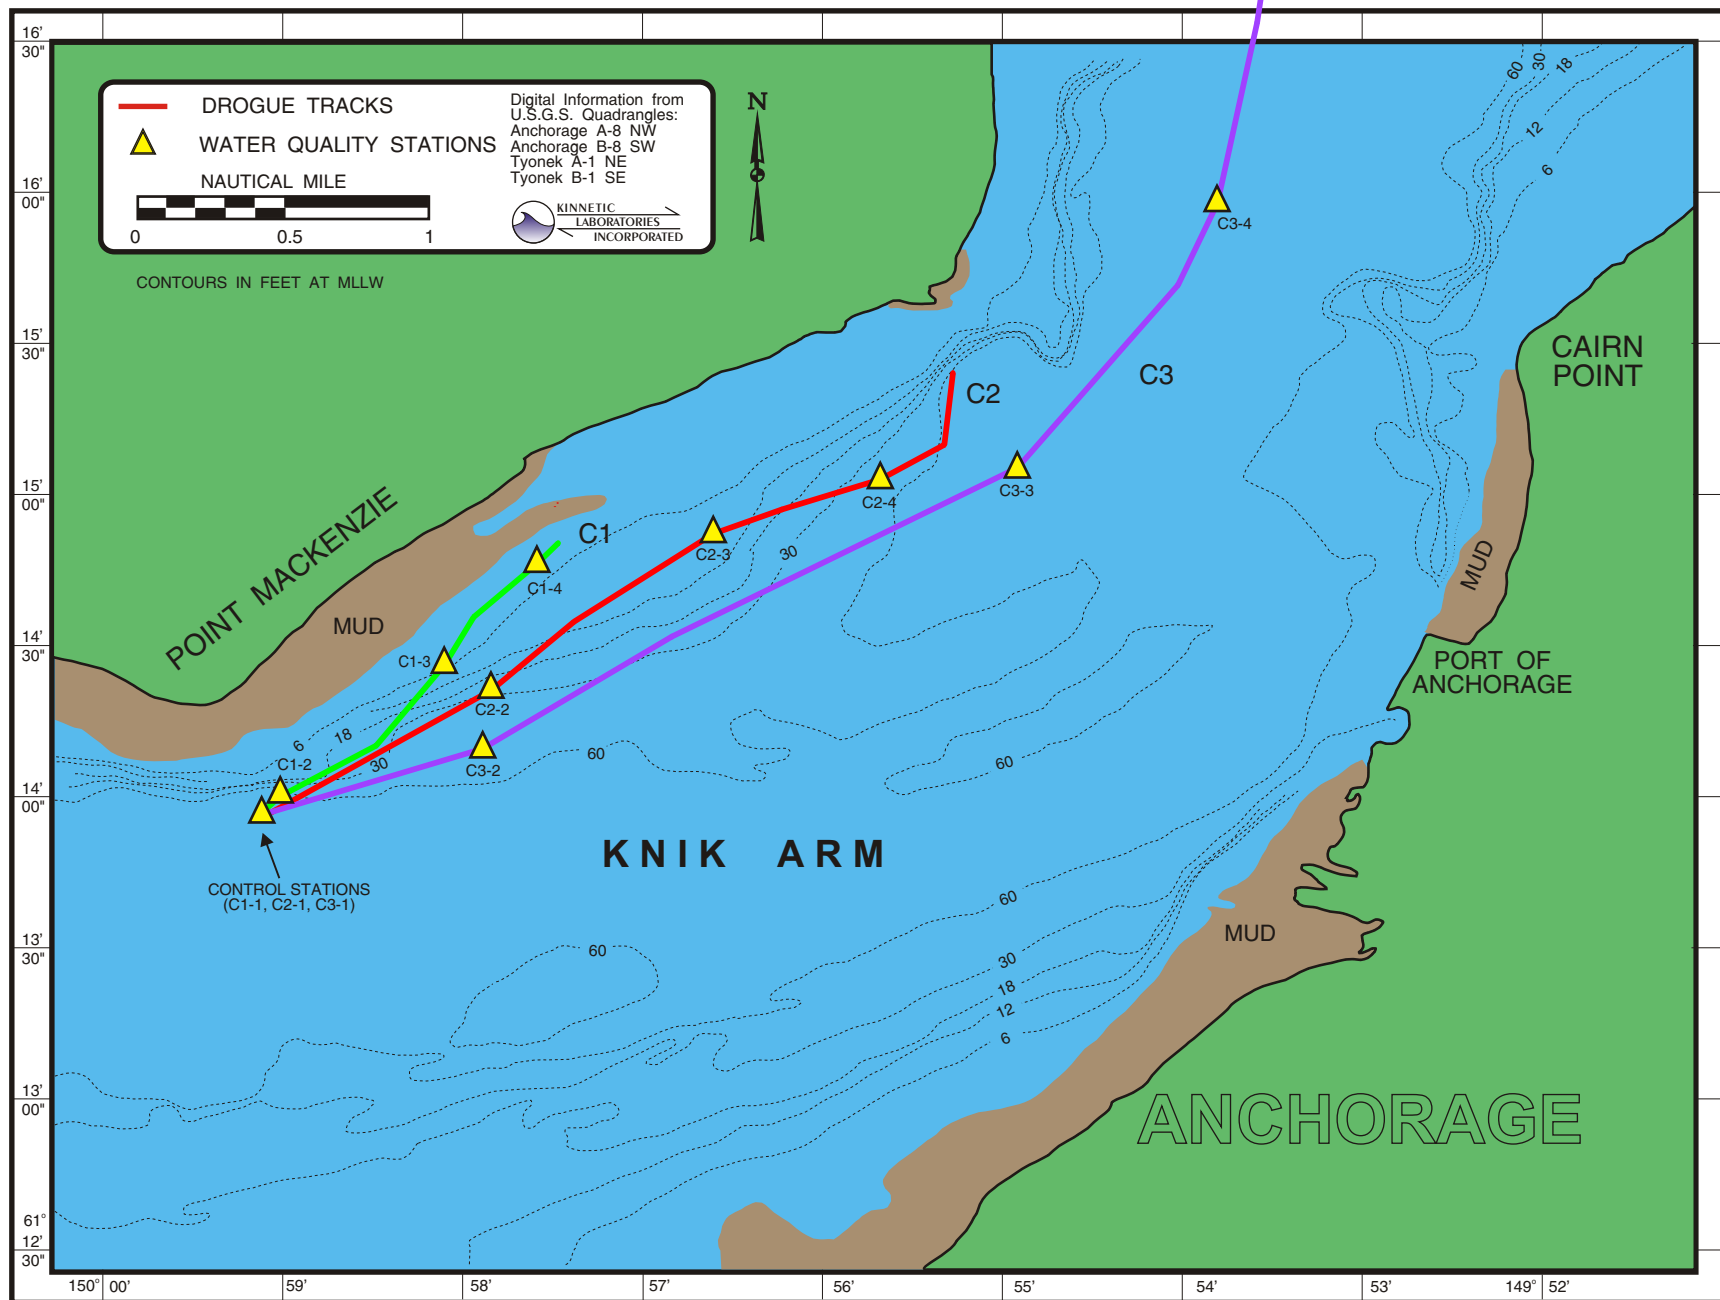 16'
30"
DROGUE TRACKS
WATER QUALITY STATIONS
NAUTICAL MILE
0 0.5 1
Digital Information from
U.S.G.S. Quadrangles:
Anchorage A-8 NW
Anchorage B-8 SW
Tyonek A-1 NE
Tyonek B-1 SE
KINNETIC
LABORATORIES
INCORPORATED
N
CONTOURS IN FEET AT MLLW
60
30
18
12
6
16'
00"
C3-4
15'
30"
CAIRN
POINT
C3
C2
15'
00"
C3-3
C2-4
C1
C2-3
30
C1-4
POINT MACKENZIE
MUD
MUD
14'
30"
C1-3
PORT OF
ANCHORAGE
C2-2
6
18
30
C1-2
C3-2
60
60
14'
00"
KNIK ARM
CONTROL STATIONS
(C1-1, C2-1, C3-1)
60
MUD
13'
30"
60
30
18
12
6
13'
00"
ANCHORAGE
61°
12'
30"
150° 00' 59' 58' 57' 56' 55' 54' 53' 149° 52'